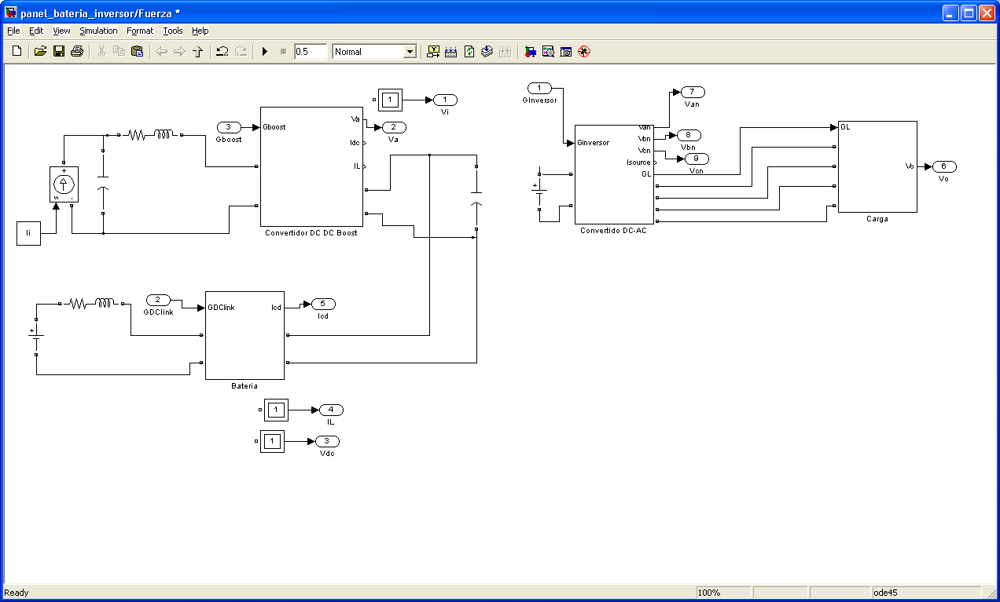 panel_bateria_inversor/Fuerza *
File Edit View Simulation Format Tools Help
0.5 Normal
1 1
Vi
3
Gboost
Gboost
Va
Idc
IL
2
Va
Convertidor DC DC Boost
+
s
-
Ii
1
GInversor
Ginversor
Van
Vbn
Vcn
Isource
GL
7
Van
8
Vbn
9
Vcn
+
Convertido DC-AC
GL
Vo
6
Vo
Carga
+
2
GDClink
GDClink
Icd
5
Icd
Bateria
1 4
IL
1 3
Vdc
Ready 100% ode45